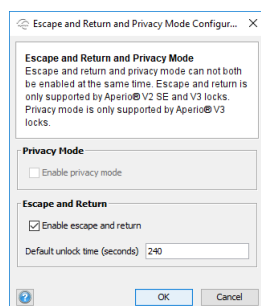 Escape and Return and Privacy Mode Configur...
Escape and Return and Privacy Mode
Escape and return and privacy mode can not both
be enabled at the same time. Escape and return is
only supported by Aperio® V2 SE and V3 locks.
Privacy mode is only supported by Aperio® V3
locks.
Privacy Mode
Enable privacy mode
Escape and Return
Enable escape and return
Default unlock time (seconds) 240
? OK Cancel